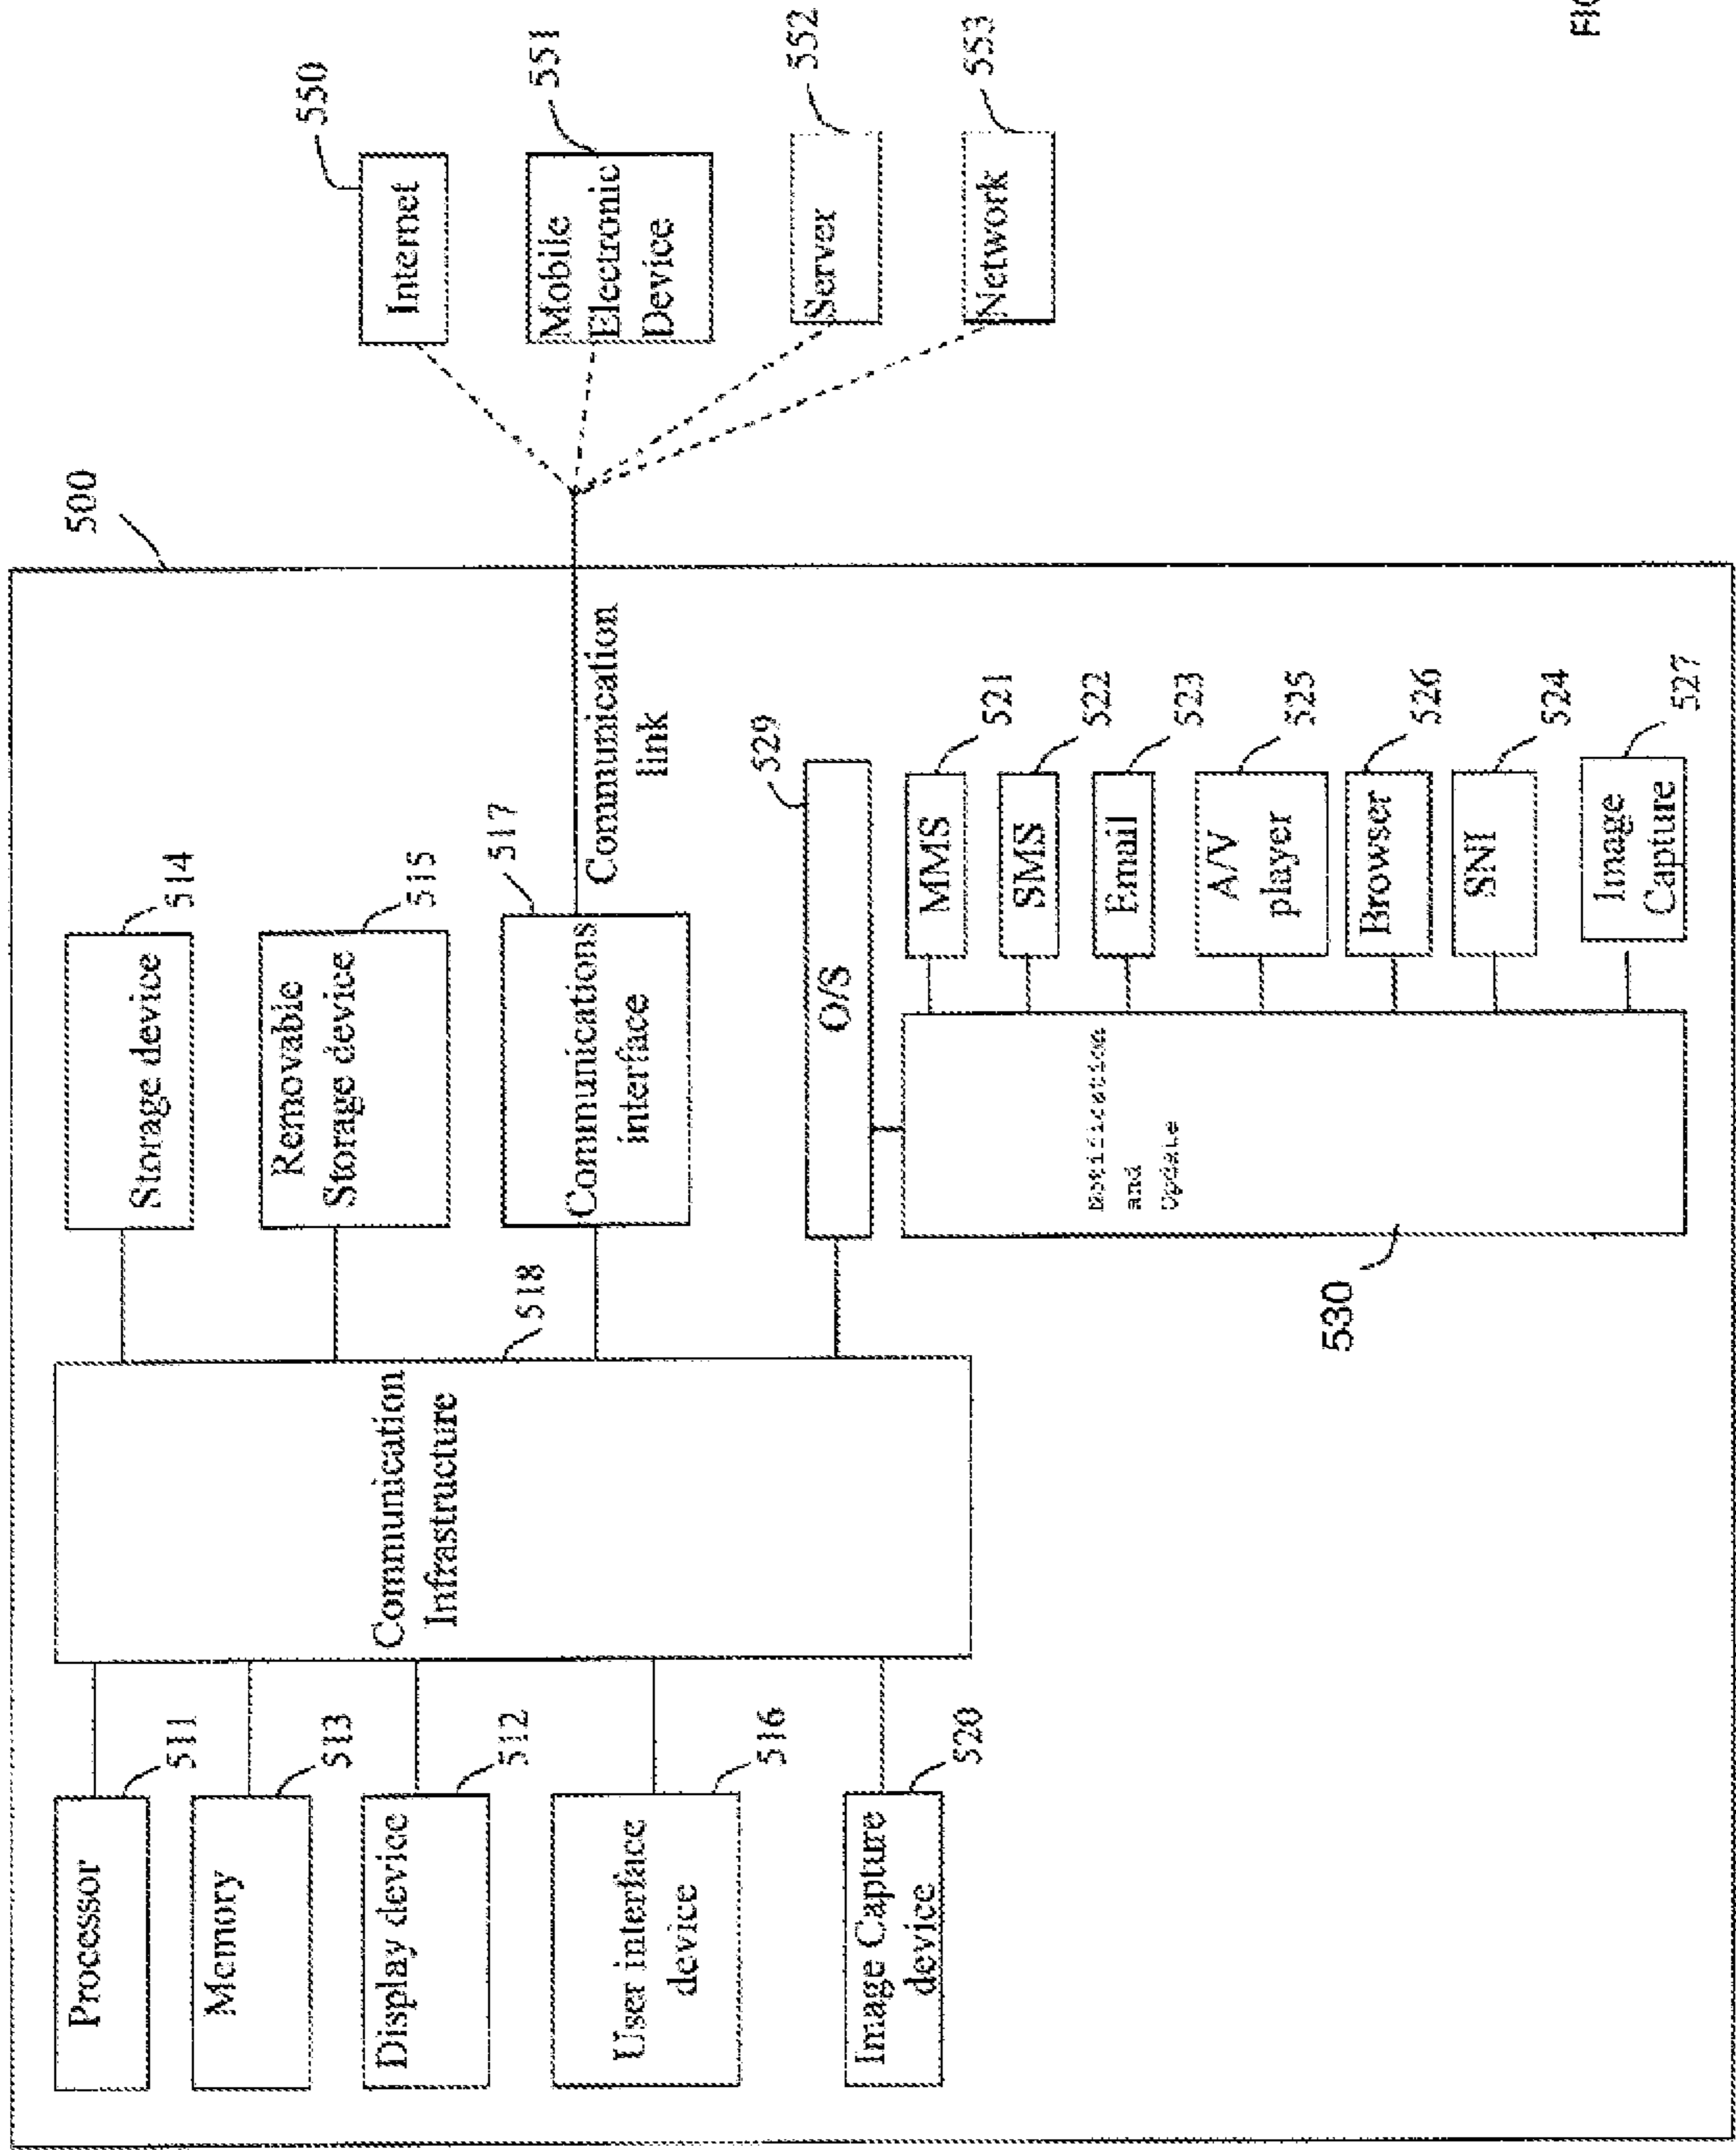 500
Processor
511
Memory
513
Display device
512
User interface
device
516
Image Capture
device
520
Communication
Infrastructure
518
Storage device
514
Removable
Storage device
515
Communications
interface
517
Communication
link
O/S
529
Notification
and
Update
530
MMS
521
SMS
522
Email
523
A/V
player
525
Browser
526
SNI
524
Image
Capture
527
Internet
550
Mobile
Electronic
Device
551
Server
552
Network
553